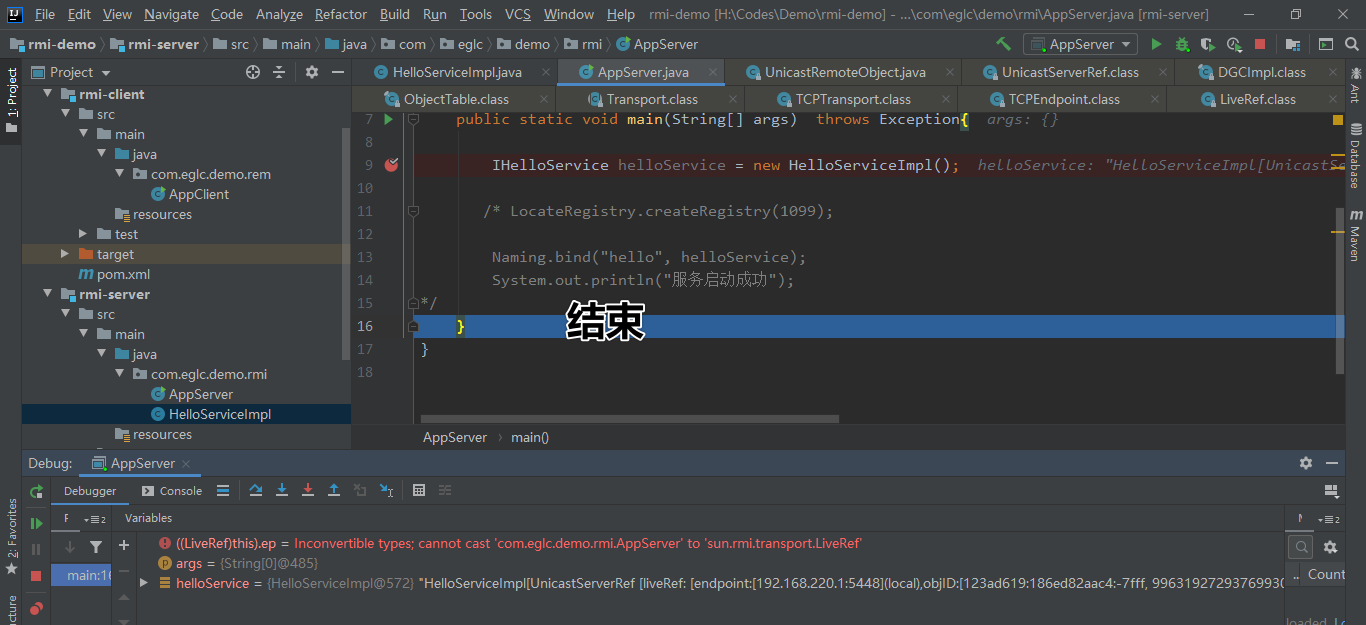 File Edit View Navigate Code Analyze Refactor Build Run Tools VCS Window Help rmi-demo [H:\Codes\Demo\rmi-demo] - ...\com\eglc\demo\rmi\AppServer.java [rmi-server]
rmi-demo rmi-server src main java com eglc demo rmi AppServer AppServer
Project
HelloServiceImpl.java AppServer.java UnicastRemoteObject.java UnicastServerRef.class DGCImpl.class
ObjectTable.class Transport.class TCPTransport.class TCPEndpoint.class LiveRef.class
1: Project
2: Favorites
Ant
Database
Maven
rmi-client
src
main
java
com.eglc.demo.rem
AppClient
resources
test
target
pom.xml
rmi-server
src
main
java
com.eglc.demo.rmi
AppServer
HelloServiceImpl
resources
7 public static void main(String[] args) throws Exception{ args: {}
8
9 IHelloService helloService = new HelloServiceImpl(); helloService: "HelloServiceImpl[UnicastSe
10
11 /* LocateRegistry.createRegistry(1099);
12
13 Naming.bind("hello", helloService);
14 System.out.println("服务启动成功");
15 */
16 }
17 }
18
结束
AppServer main()
Debug: AppServer
Debugger Console
F 2 Variables
((LiveRef)this).ep = Inconvertible types; cannot cast 'com.eglc.demo.rmi.AppServer' to 'sun.rmi.transport.LiveRef'
args = {String[0]@485}
main:16
helloService = {HelloServiceImpl@572} "HelloServiceImpl[UnicastServerRef [liveRef: [endpoint:[192.168.220.1:5448](local),objID:[123ad619:186ed82aac4:-7fff, 99631927293769930
2
.. Count